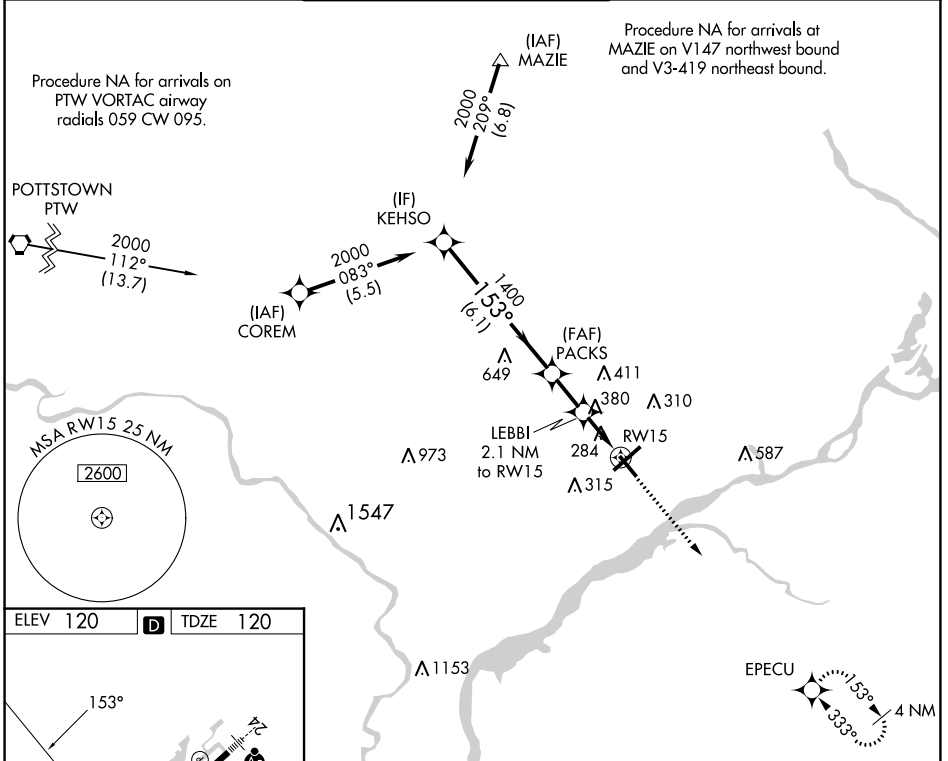 Procedure NA for arrivals on
PTW VORTAC airway
radials 059 CW 095.
(IAF)
MAZIE
Procedure NA for arrivals at
MAZIE on V147 northwest bound
and V3-419 northeast bound.
2000
209°
(6.8)
POTTSTOWN
PTW
2000
112°
(13.7)
(IF)
KEHSO
2000
083°
(5.5)
(IAF)
COREM
1400
153°
(6.1)
(FAF)
PACKS
649
411
380
310
LEBBI
2.1 NM
to RW15
284
RW15
587
973
315
1547
MSA RW15 25 NM
2600
1153
ELEV 120
D
TDZE 120
153°
24
EPECU
153°
333°
4 NM